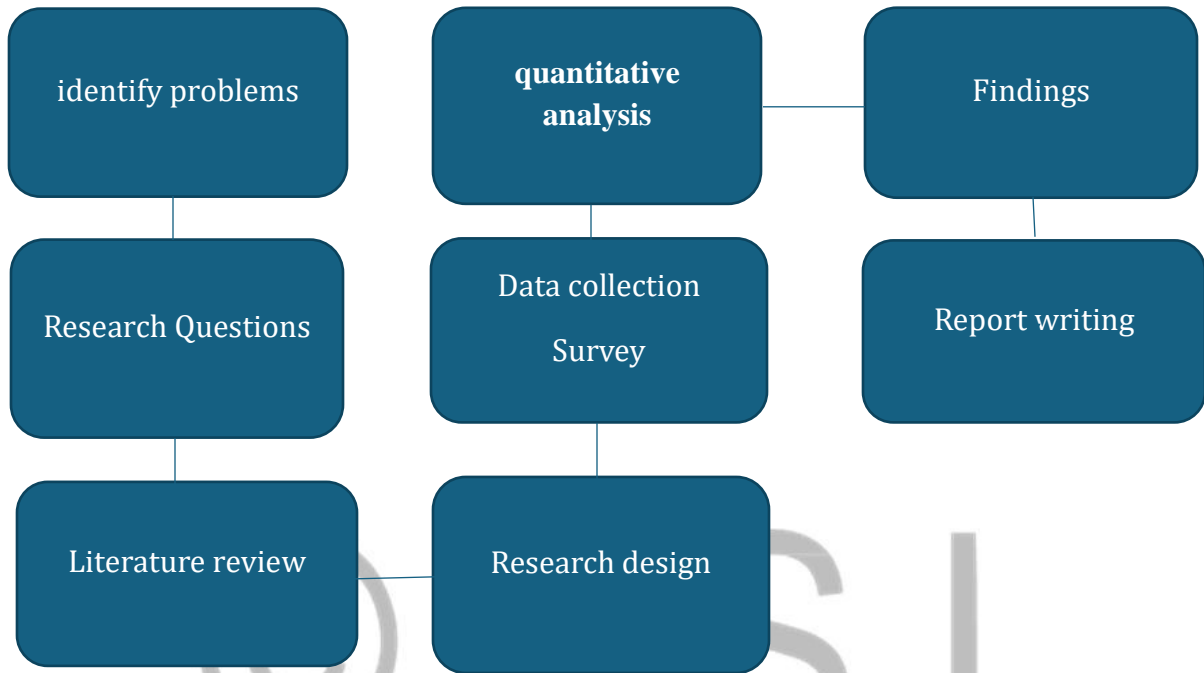 identify problems
quantitative
analysis
Findings
Research Questions
Data collection
Survey
Report writing
Literature review
Research design